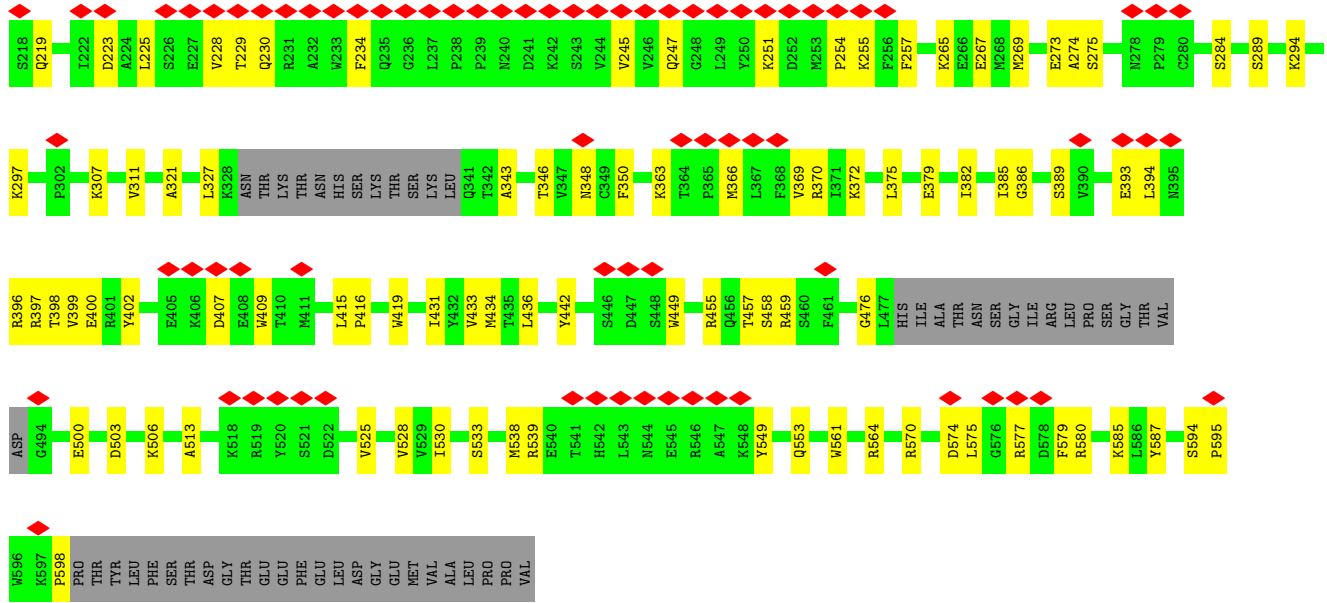 S218 Q219 I222 D223 A224 L225 S226 E227 V228 T229 Q230 R231 A232 W233 F234 Q235 G236 L237 P238 P239 N240 D241 K242 S243 V244 V245 V246 Q247 G248 L249 Y250 K251 D252 M253 P254 K255 F256 F257 K265 E266 E267 M268 M269 E273 A274 S275 N278 P279 C280 S284 S289 K294
K297 P302 K307 V311 A321 L327 K328 ASN THR LYS THR ASN HIS SER LYS THR SER LYS LEU Q341 T342 A343 T346 V347 N348 C349 F350 K363 T364 P365 M366 L367 F368 V369 R370 I371 K372 L375 E379 I382 I385 G386 S389 V390 E393 L394 N395
R396 R397 T398 V399 E400 R401 Y402 E405 K406 D407 E408 W409 T410 M411 L415 P416 W419 I431 Y432 V433 M434 T435 L436 Y442 S446 D447 S448 W449 R455 Q456 T457 S458 R459 S460 F461 G476 L477 HIS ILE ALA THR ASN SER GLY ILE ARG LEU PRO SER GLY THR VAL
ASP G494 E500 D503 K506 A513 K518 R519 Y520 S521 D522 V525 V528 V529 I530 S533 M538 R539 E540 T541 H542 L543 N544 E545 R546 A547 K548 Y549 Q553 W561 R564 R570 D574 L575 G576 R577 D578 F579 R580 K585 L586 Y587 S594 P595
W596 K597 P598 PRO THR TYR LEU PHE SER THR ASP GLY THR GLU GLU PHE GLU LEU ASP GLY GLU MET VAL ALA LEU PRO PRO VAL